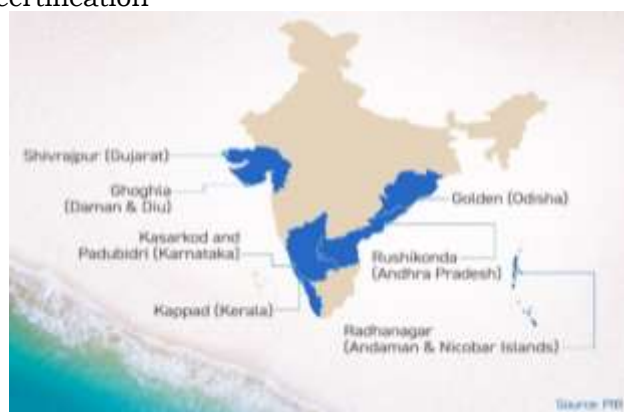 certification
Shivrajpur (Gujarat)
Ghoghla
(Daman & Diu)
Golden (Odisha)
Kasarkod and
Padubidri (Karnataka)
Rushikonda
(Andhra Pradesh)
Kappad (Kerala)
Radhanagar
(Andaman & Nicobar Islands)
Source: PIB